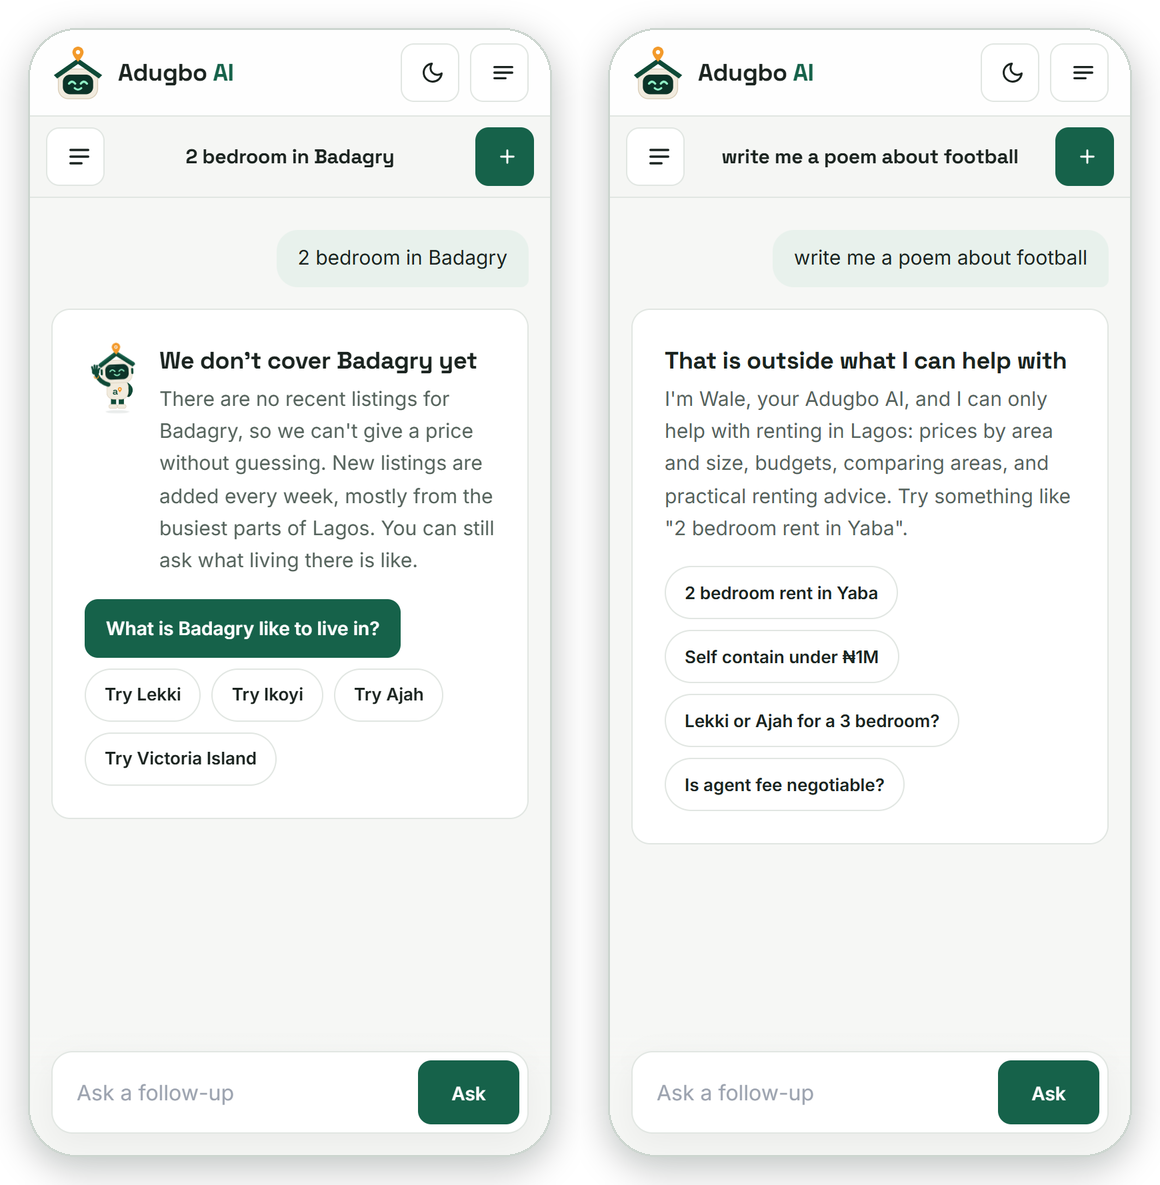 Adugbo AI
2 bedroom in Badagry
+
2 bedroom in Badagry
We don't cover Badagry yet
There are no recent listings for
Badagry, so we can't give a price
without guessing. New listings are
added every week, mostly from the
busiest parts of Lagos. You can still
ask what living there is like.
What is Badagry like to live in?
Try Lekki
Try Ikoyi
Try Ajah
Try Victoria Island
Ask a follow-up
Ask
Adugbo AI
write me a poem about football
+
write me a poem about football
That is outside what I can help with
I'm Wale, your Adugbo AI, and I can only
help with renting in Lagos: prices by area
and size, budgets, comparing areas, and
practical renting advice. Try something like
"2 bedroom rent in Yaba".
2 bedroom rent in Yaba
Self contain under ₦1M
Lekki or Ajah for a 3 bedroom?
Is agent fee negotiable?
Ask a follow-up
Ask